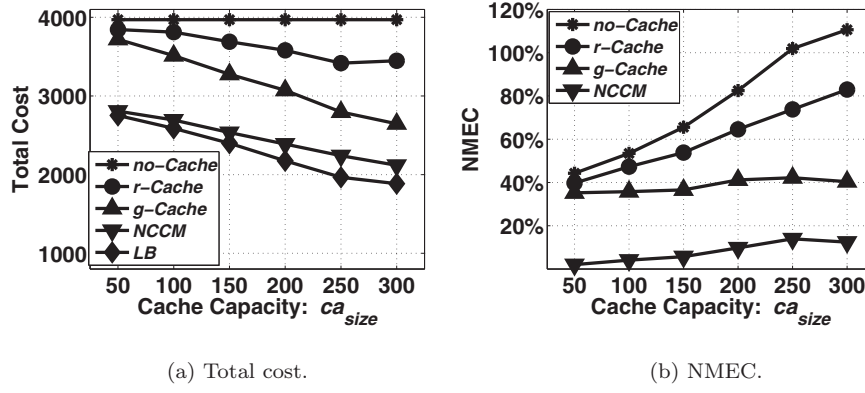 4000
3000
2000
1000
Total Cost
no-Cache
r-Cache
g-Cache
NCCM
LB
50 100 150 200 250 300
Cache Capacity: ca_size
(a) Total cost.
120%
100%
80%
60%
40%
20%
NMEC
no-Cache
r-Cache
g-Cache
NCCM
50 100 150 200 250 300
Cache Capacity: ca_size
(b) NMEC.